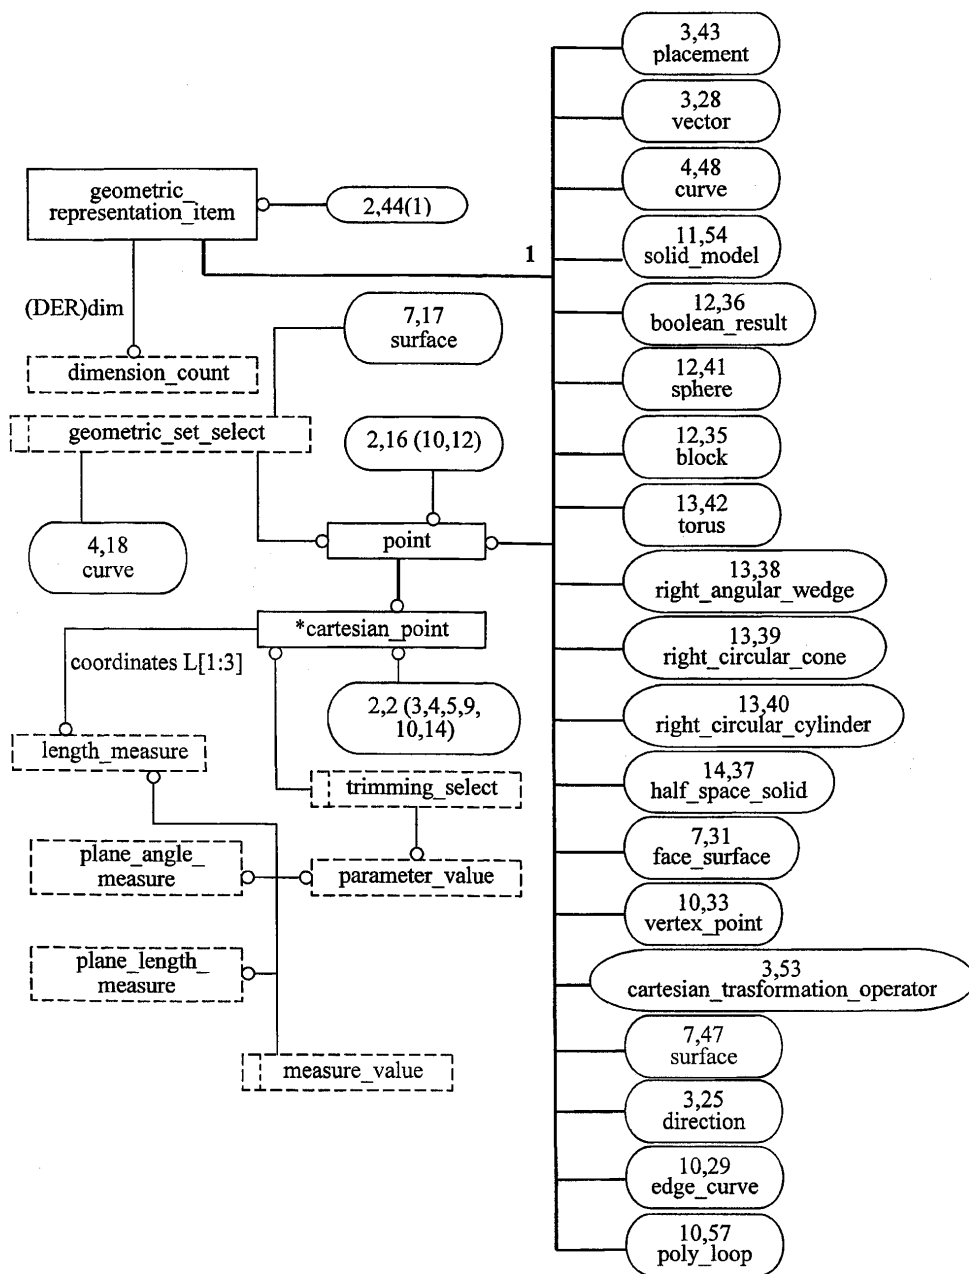 3,43
placement
3,28
vector
4,48
curve
geometric_
representation_item
2,44(1)
11,54
solid_model
1
(DER)dim
7,17
surface
12,36
boolean_result
dimension_count
12,41
sphere
geometric_set_select
2,16 (10,12)
12,35
block
4,18
curve
point
13,42
torus
13,38
right_angular_wedge
*cartesian_point
13,39
right_circular_cone
coordinates L[1:3]
2,2 (3,4,5,9,
10,14)
13,40
right_circular_cylinder
length_measure
trimming_select
14,37
half_space_solid
plane_angle_
measure
parameter_value
7,31
face_surface
10,33
vertex_point
plane_length_
measure
3,53
cartesian_trasformation_operator
measure_value
7,47
surface
3,25
direction
10,29
edge_curve
10,57
poly_loop